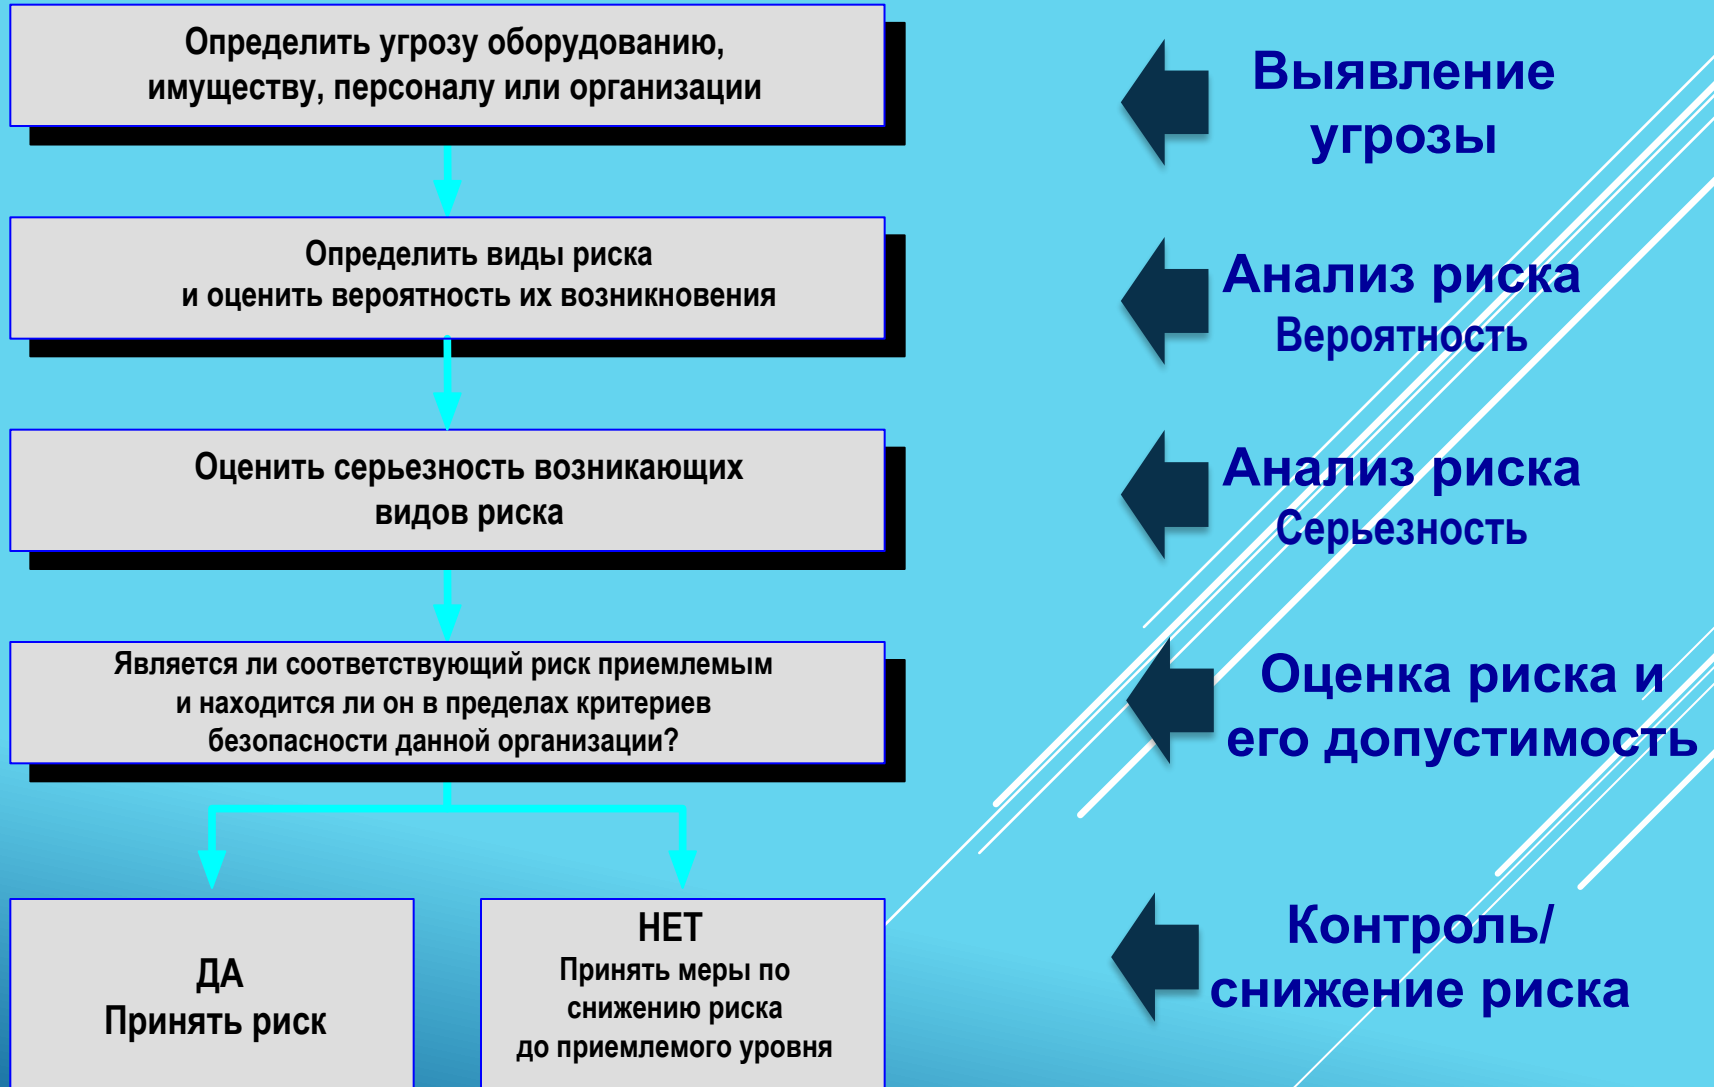 Определить угрозу оборудованию,
имуществу, персоналу или организации
Выявление
угрозы
Определить виды риска
и оценить вероятность их возникновения
Анализ риска
Вероятность
Оценить серьезность возникающих
видов риска
Анализ риска
Серьезность
Является ли соответствующий риск приемлемым
и находится ли он в пределах критериев
безопасности данной организации?
Оценка риска и
его допустимость
ДА
Принять риск
НЕТ
Принять меры по
снижению риска
до приемлемого уровня
Контроль/
снижение риска